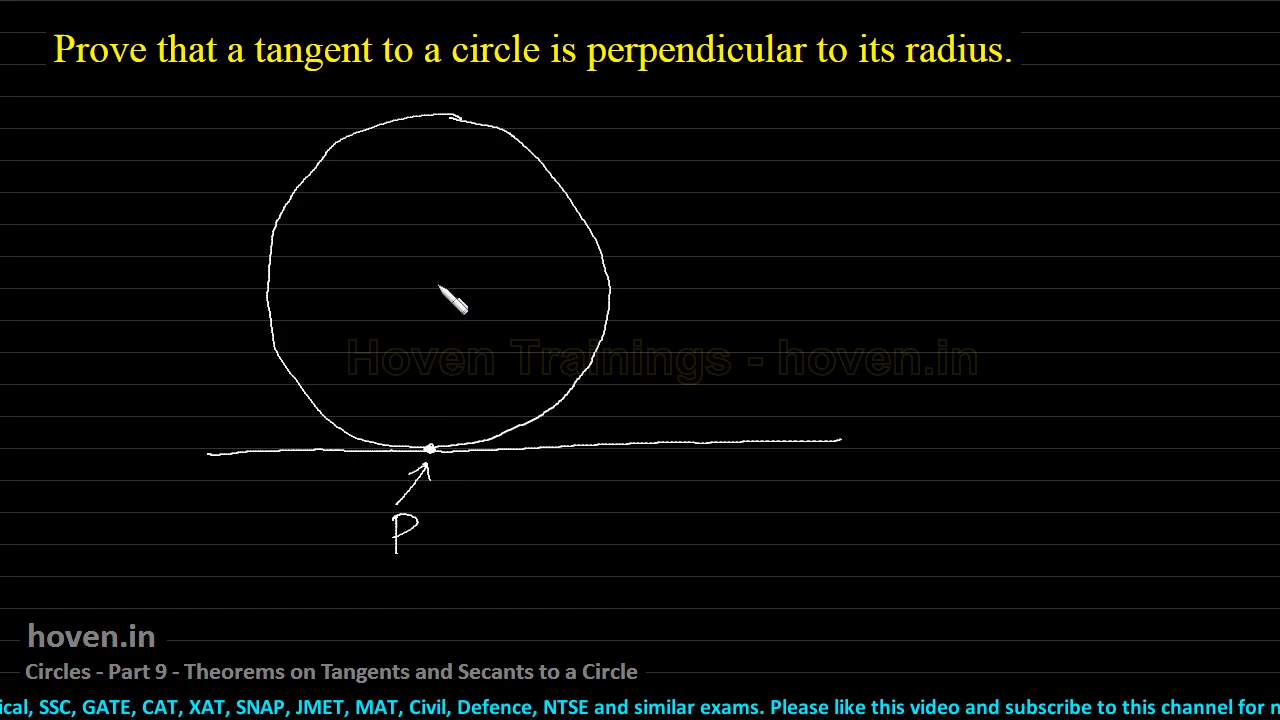 Prove that a tangent to a circle is perpendicular to its radius.
Hoven Trainings - hoven.in
P
hoven.in
Circles - Part 9 - Theorems on Tangents and Secants to a Circle
ical, SSC, GATE, CAT, XAT, SNAP, JMET, MAT, Civil, Defence, NTSE and similar exams. Please like this video and subscribe to this channel for